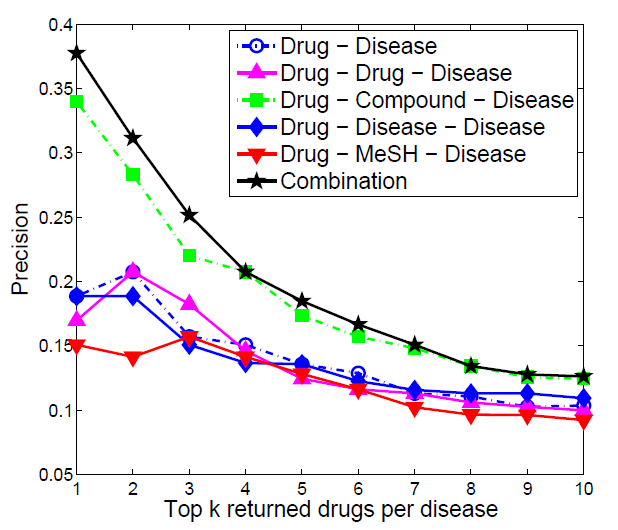 0.4
0.35
0.3
0.25
0.2
0.15
0.1
0.05
Precision
Drug − Disease
Drug − Drug − Disease
Drug − Compound − Disease
Drug − Disease − Disease
Drug − MeSH − Disease
Combination
1 2 3 4 5 6 7 8 9 10
Top k returned drugs per disease